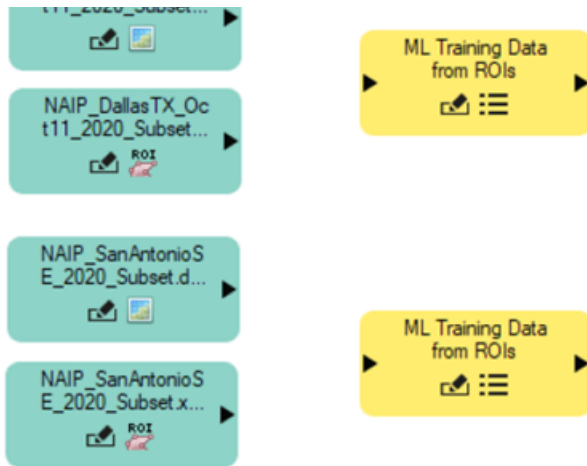 t11_2020_Subset...
NAIP_DallasTX_Oc
t11_2020_Subset...
ROI
NAIP_SanAntonioS
E_2020_Subset.d...
NAIP_SanAntonioS
E_2020_Subset.x...
ROI
ML Training Data
from ROIs
ML Training Data
from ROIs